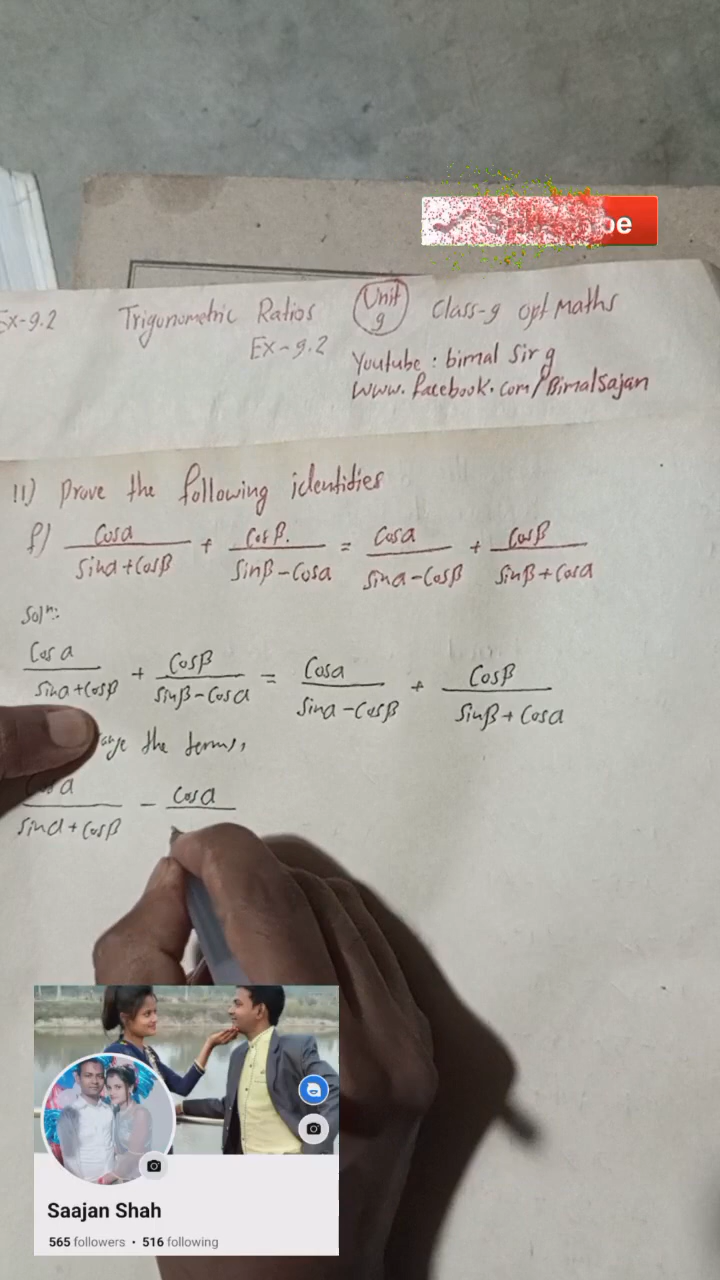 Ex-9.2 Trigonometric Ratios Unit 9 Class-9 opt Maths
Ex-9.2
Youtube : bimal Sir g
www.facebook.com/Bimalsajan
11) Prove the following identities
f) Cosα / Sinα+Cosβ + Cosβ. / Sinβ-Cosα = Cosα / Sinα-Cosβ + Cosβ / Sinβ+Cosα
Solⁿ:
Cosα / Sinα+Cosβ + Cosβ / Sinβ-Cosα = Cosα / Sinα-Cosβ + Cosβ / Sinβ+Cosα
the terms,
Cosα / Sinα+Cosβ - Cosα
Saajan Shah
565 followers • 516 following